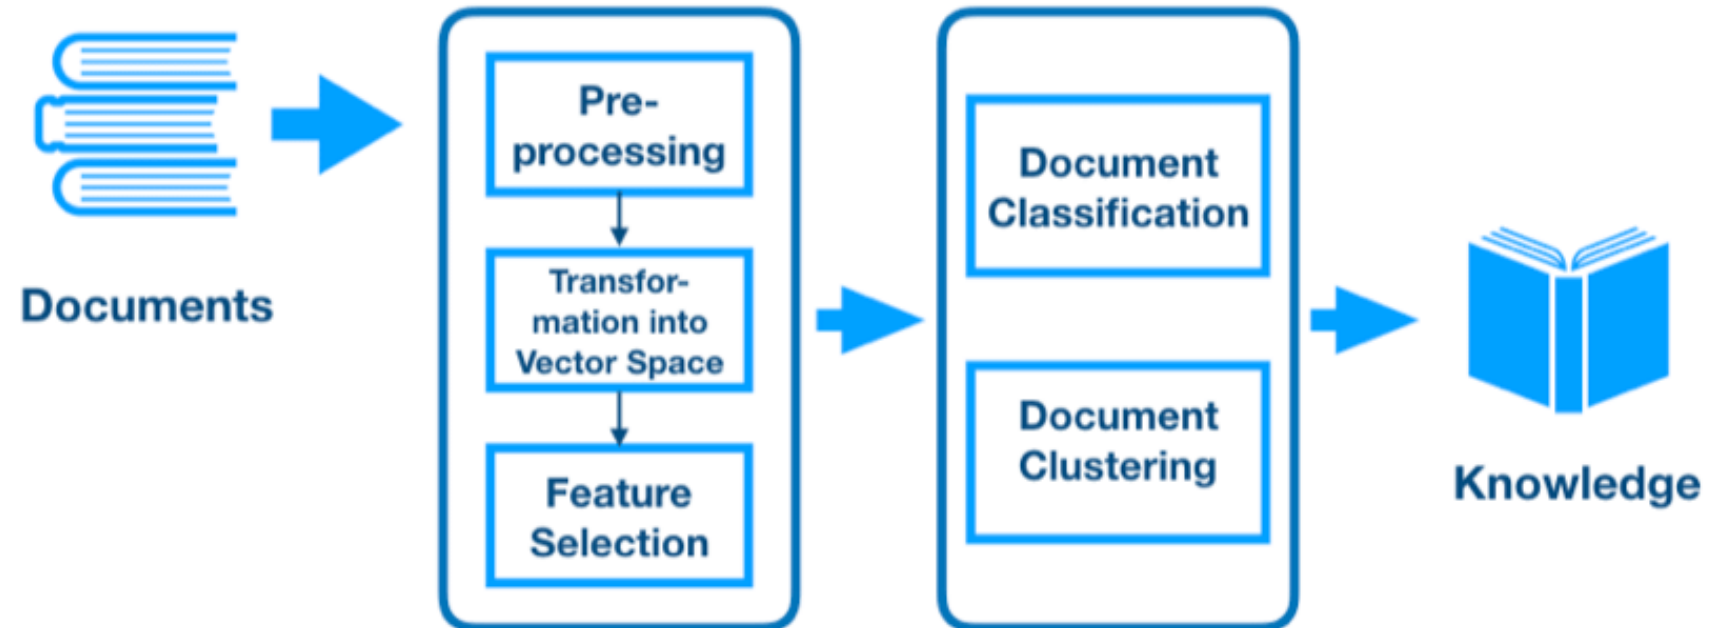 Documents
Pre-
processing
Transfor-
mation into
Vector Space
Feature
Selection
Document
Classification
Document
Clustering
Knowledge